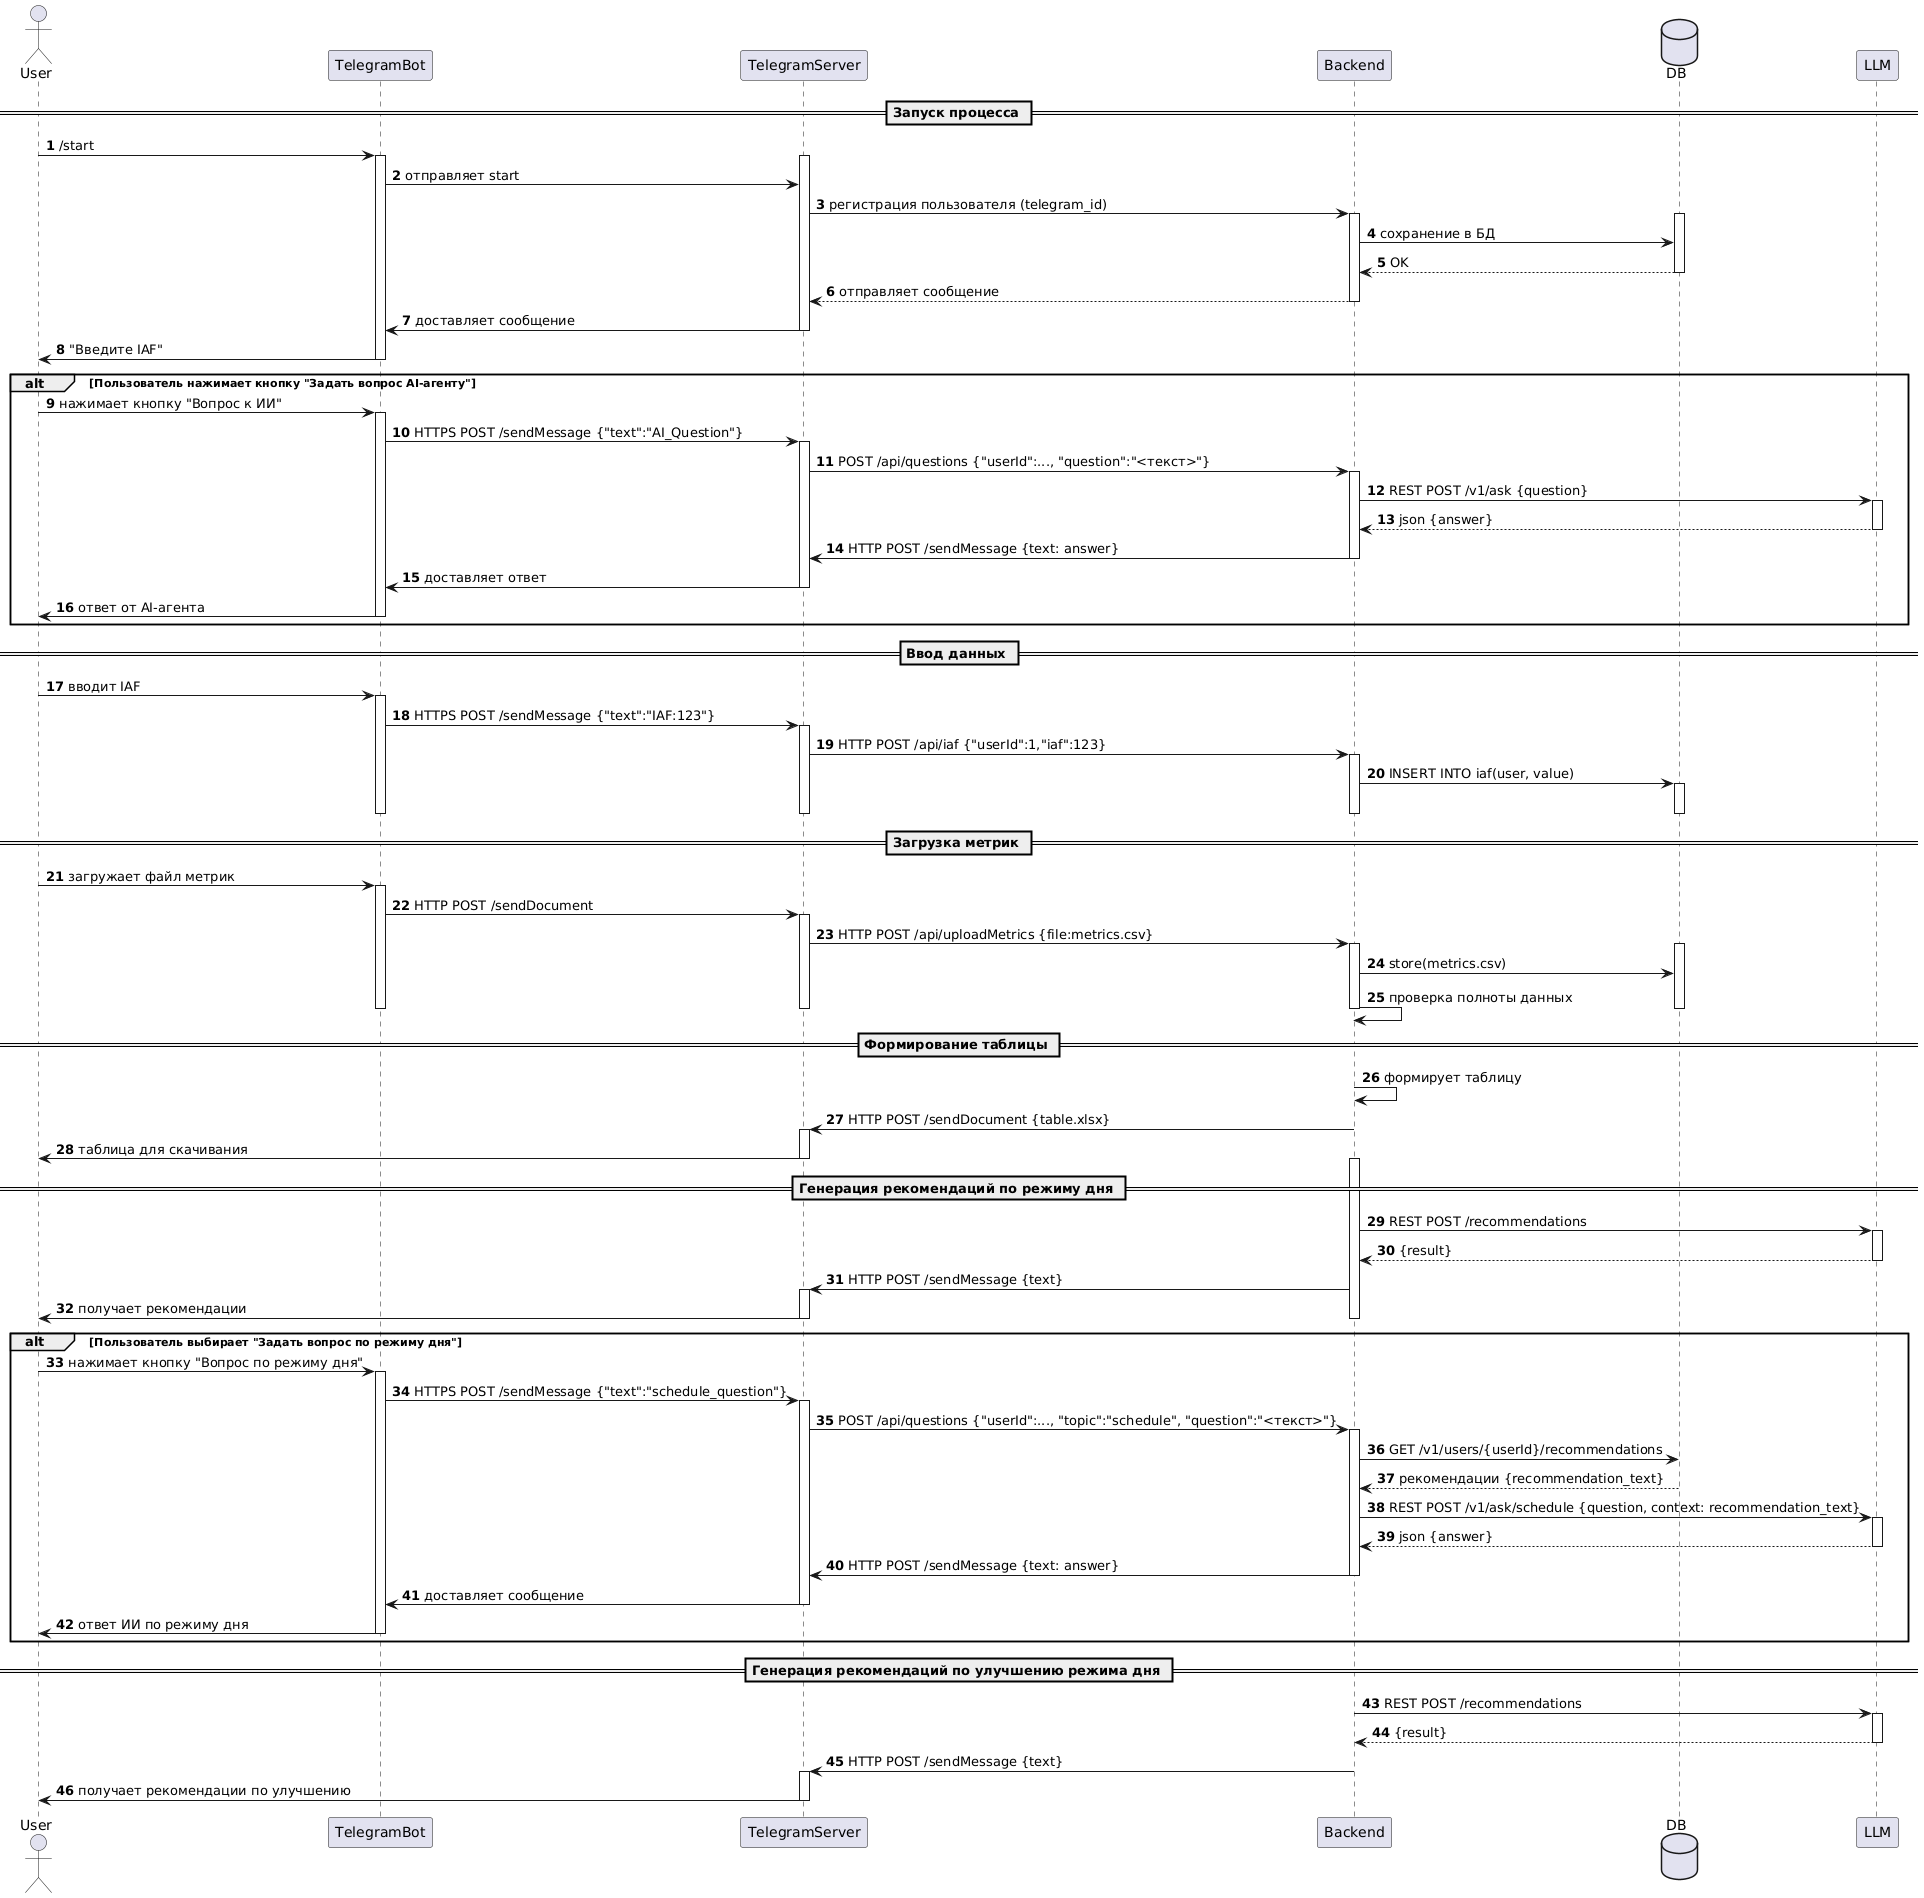 User
TelegramBot
TelegramServer
Backend
DB
LLM
Запуск процесса
1 /start
2 отправляет start
3 регистрация пользователя (telegram_id)
4 сохранение в БД
5 OK
6 отправляет сообщение
7 доставляет сообщение
8 "Введите IAF"
alt [Пользователь нажимает кнопку "Задать вопрос AI-агенту"]
9 нажимает кнопку "Вопрос к ИИ"
10 HTTPS POST /sendMessage {"text":"AI_Question"}
11 POST /api/questions {"userId":..., "question":"<текст>"}
12 REST POST /v1/ask {question}
13 json {answer}
14 HTTP POST /sendMessage {text: answer}
15 доставляет ответ
16 ответ от AI-агента
Ввод данных
17 вводит IAF
18 HTTPS POST /sendMessage {"text":"IAF:123"}
19 HTTP POST /api/iaf {"userId":1,"iaf":123}
20 INSERT INTO iaf(user, value)
Загрузка метрик
21 загружает файл метрик
22 HTTP POST /sendDocument
23 HTTP POST /api/uploadMetrics {file:metrics.csv}
24 store(metrics.csv)
25 проверка полноты данных
Формирование таблицы
26 формирует таблицу
27 HTTP POST /sendDocument {table.xlsx}
28 таблица для скачивания
Генерация рекомендаций по режиму дня
29 REST POST /recommendations
30 {result}
31 HTTP POST /sendMessage {text}
32 получает рекомендации
alt [Пользователь выбирает "Задать вопрос по режиму дня"]
33 нажимает кнопку "Вопрос по режиму дня"
34 HTTPS POST /sendMessage {"text":"schedule_question"}
35 POST /api/questions {"userId":..., "topic":"schedule", "question":"<текст>"}
36 GET /v1/users/{userId}/recommendations
37 рекомендации {recommendation_text}
38 REST POST /v1/ask/schedule {question, context: recommendation_text}
39 json {answer}
40 HTTP POST /sendMessage {text: answer}
41 доставляет сообщение
42 ответ ИИ по режиму дня
Генерация рекомендаций по улучшению режима дня
43 REST POST /recommendations
44 {result}
45 HTTP POST /sendMessage {text}
46 получает рекомендации по улучшению
User
TelegramBot
TelegramServer
Backend
DB
LLM